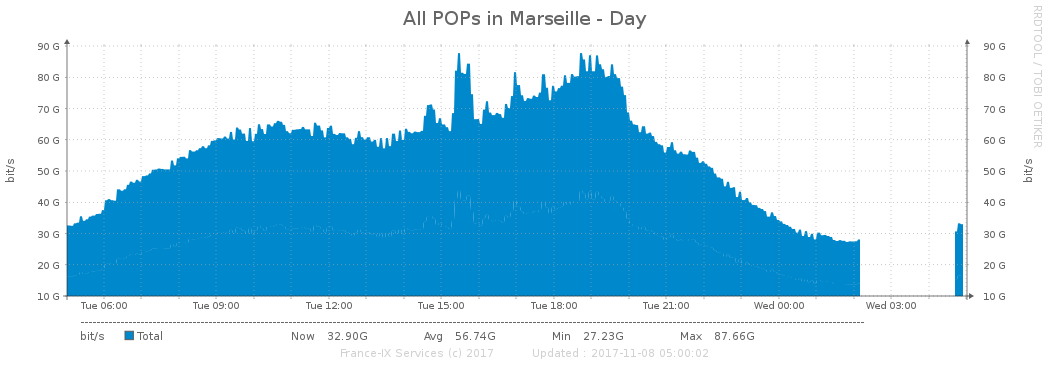 All POPs in Marseille - Day
RRDTOOL / TOBI OETIKER
90 G 90 G
80 G 80 G
70 G 70 G
60 G 60 G
50 G 50 G
40 G 40 G
30 G 30 G
20 G 20 G
10 G 10 G
bit/s bit/s
Tue 06:00 Tue 09:00 Tue 12:00 Tue 15:00 Tue 18:00 Tue 21:00 Wed 00:00 Wed 03:00
bit/s Total Now 32.90G Avg 56.74G Min 27.23G Max 87.66G
France-IX Services (c) 2017 Updated : 2017-11-08 05:00:02